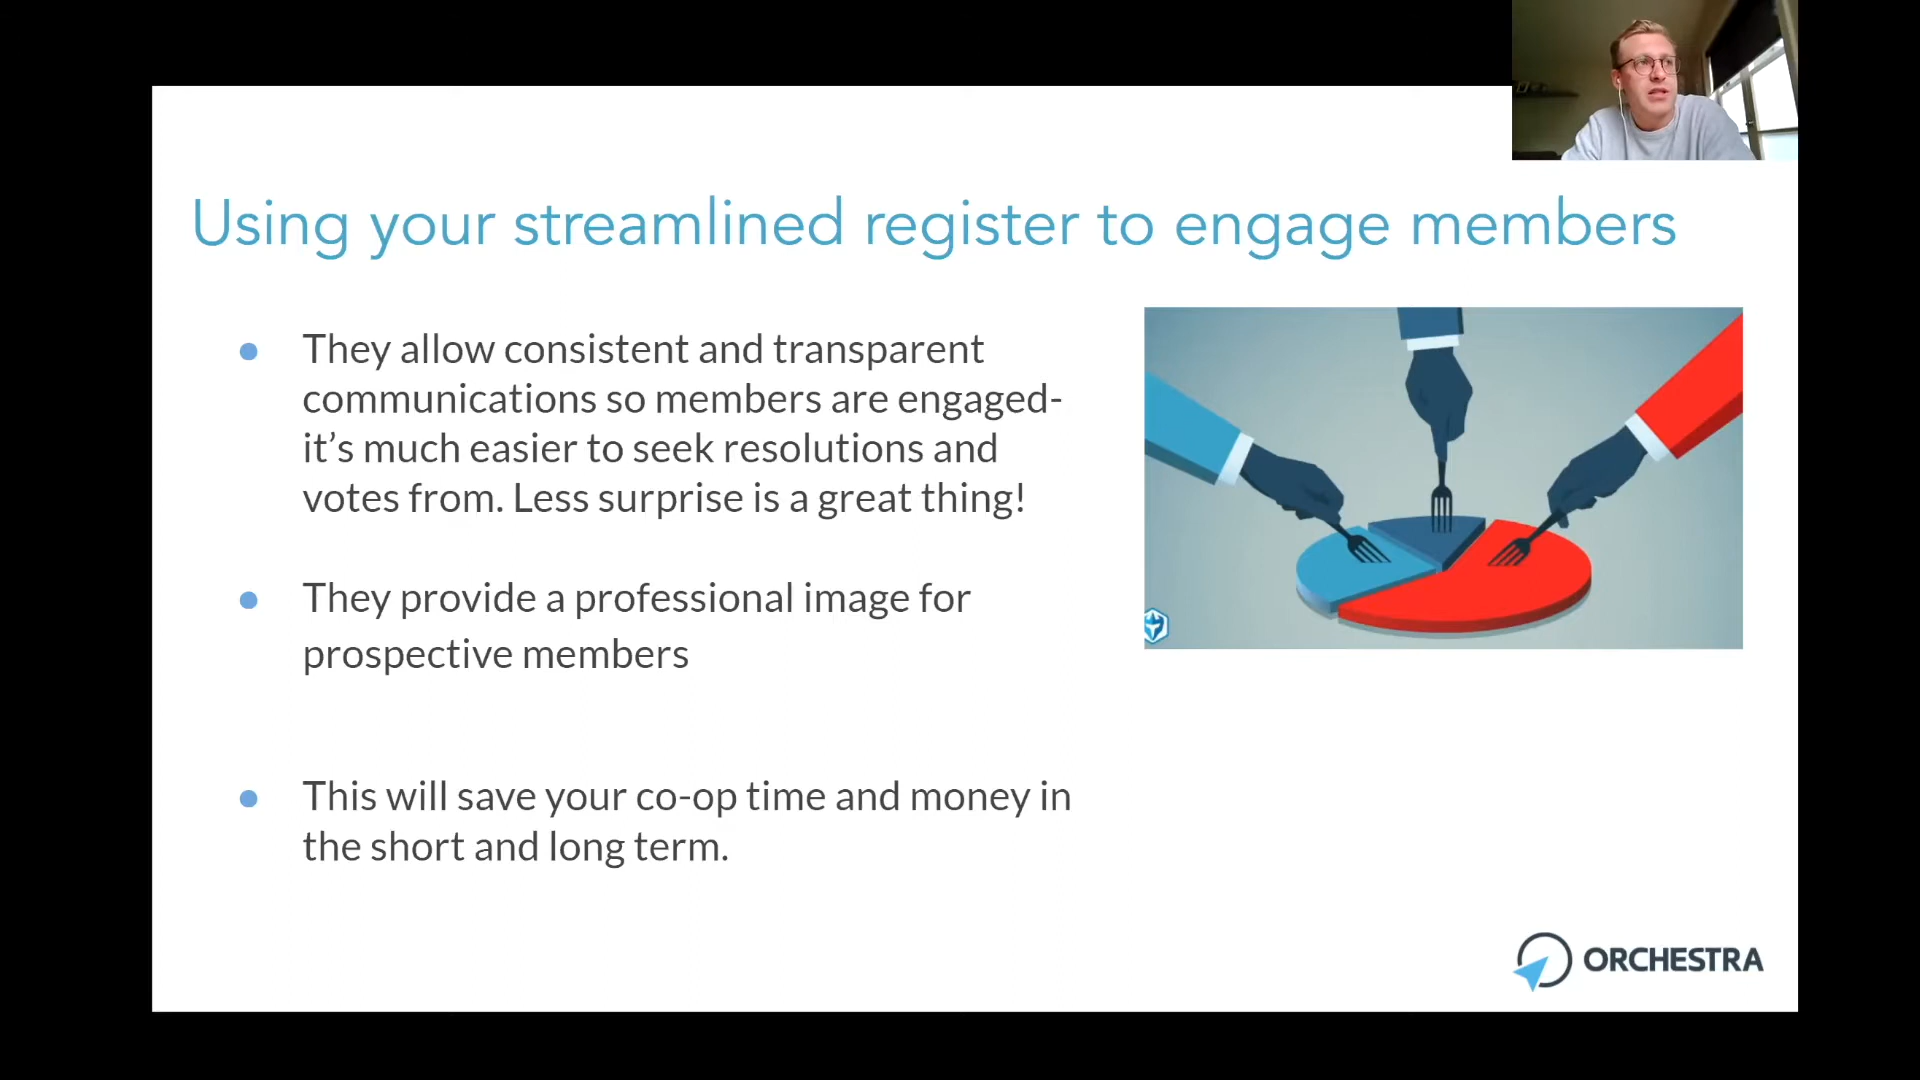 Using your streamlined register to engage members
They allow consistent and transparent
communications so members are engaged-
it’s much easier to seek resolutions and
votes from. Less surprise is a great thing!
They provide a professional image for
prospective members
This will save your co-op time and money in
the short and long term.
ORCHESTRA